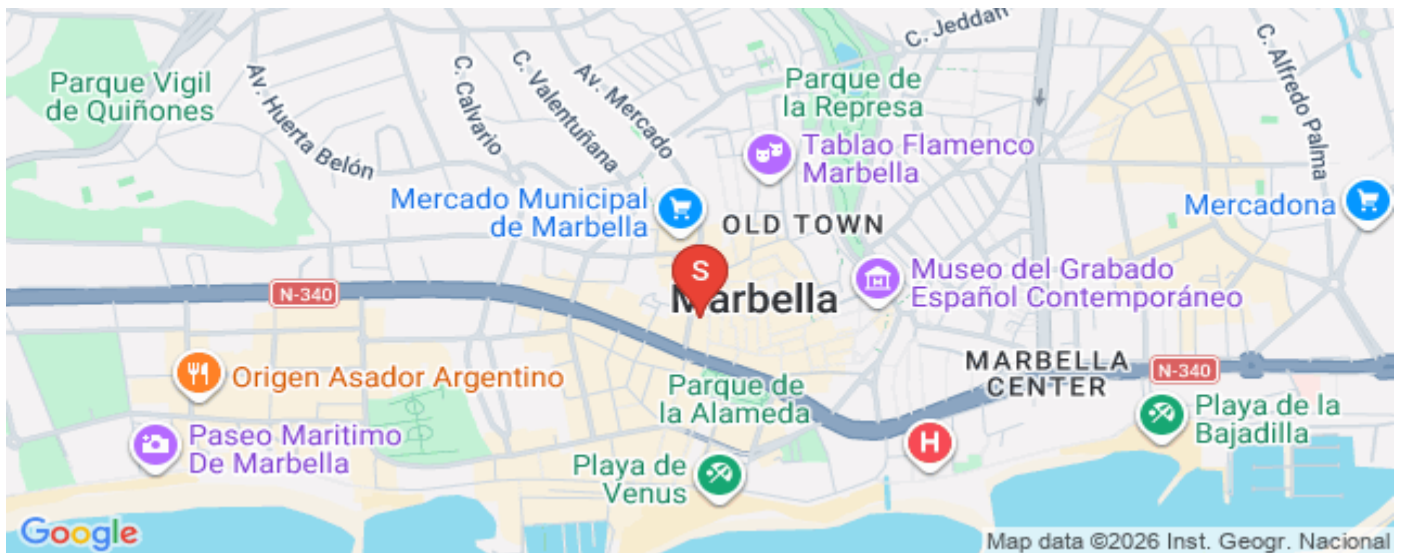 C. Jeddah
Parque Vigil
de Quiñones
Av. Huerta Belón
C. Calvario
C. Valentuñana
Av. Mercado
Parque de
la Represa
C. Alfredo Palma
Tablao Flamenco
Marbella
Mercado Municipal
de Marbella
OLD TOWN
Mercadona
S
Marbella
Museo del Grabado
Español Contemporáneo
N-340
Origen Asador Argentino
Parque de
la Alameda
MARBELLA
CENTER
N-340
Paseo Maritimo
De Marbella
Playa de
Venus
H
Playa de la
Bajadilla
Google
Map data ©2026 Inst. Geogr. Nacional